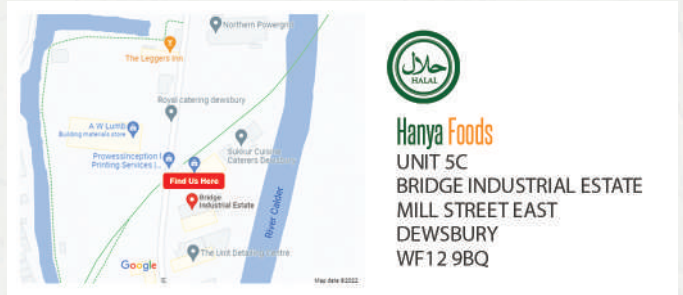 Northern Powergri
The Leggers Inn
Royal catering dewsbury
A W Lumb
Building materials store
Sukkur Cuisine
Caterers Dewsbury
ProwessInception |
Printing Services |...
Find Us Here
Bridge
Industrial Estate
River Calder
The Unit Detailing Centre
Google
Map data ©2022
حلال
HALAL
Hanya Foods
UNIT 5C
BRIDGE INDUSTRIAL ESTATE
MILL STREET EAST
DEWSBURY
WF12 9BQ